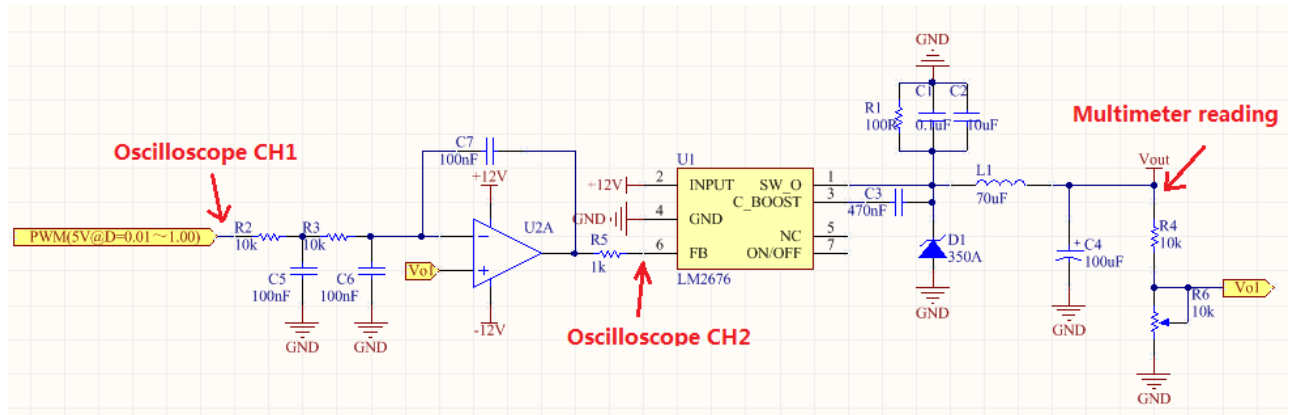 GND
R1
100R
C1
0.1uF
C2
10uF
Multimeter reading
Oscilloscope CH1
C7
100nF
+12V
U1
Vout
2
INPUT
SW_O
1
+12V
C_BOOST
3
L1
70uF
C3
470nF
GND
4
GND
PWM(5V@D=0.01～1.00)
R2
10k
R3
10k
U2A
R4
10k
NC
5
R5
1k
6
FB
ON/OFF
7
Vo1
D1
350A
C4
100uF
LM2676
C5
100nF
C6
100nF
R6
10k
Vo1
-12V
Oscilloscope CH2
GND
GND
GND
GND
GND